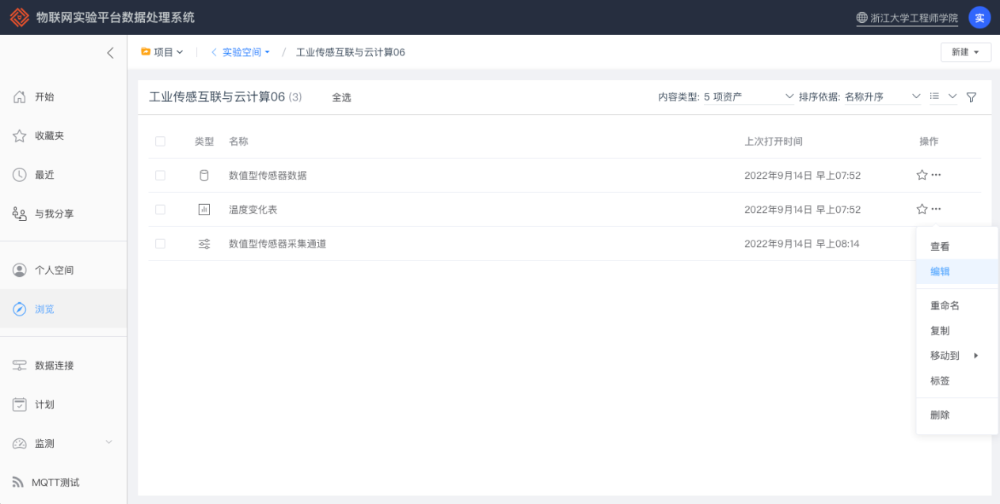 物联网实验平台数据处理系统
浙江大学工程师学院
实
项目
实验空间
/
工业传感互联与云计算06
新建
开始
收藏夹
最近
与我分享
个人空间
浏览
数据连接
计划
监测
MQTT测试
工业传感互联与云计算06 (3)
全选
内容类型: 5 项资产
排序依据: 名称升序
类型 名称 上次打开时间 操作
数值型传感器数据 2022年9月14日 早上07:52
温度变化表 2022年9月14日 早上07:52
数值型传感器采集通道 2022年9月14日 早上08:14
查看
编辑
重命名
复制
移动到
标签
删除